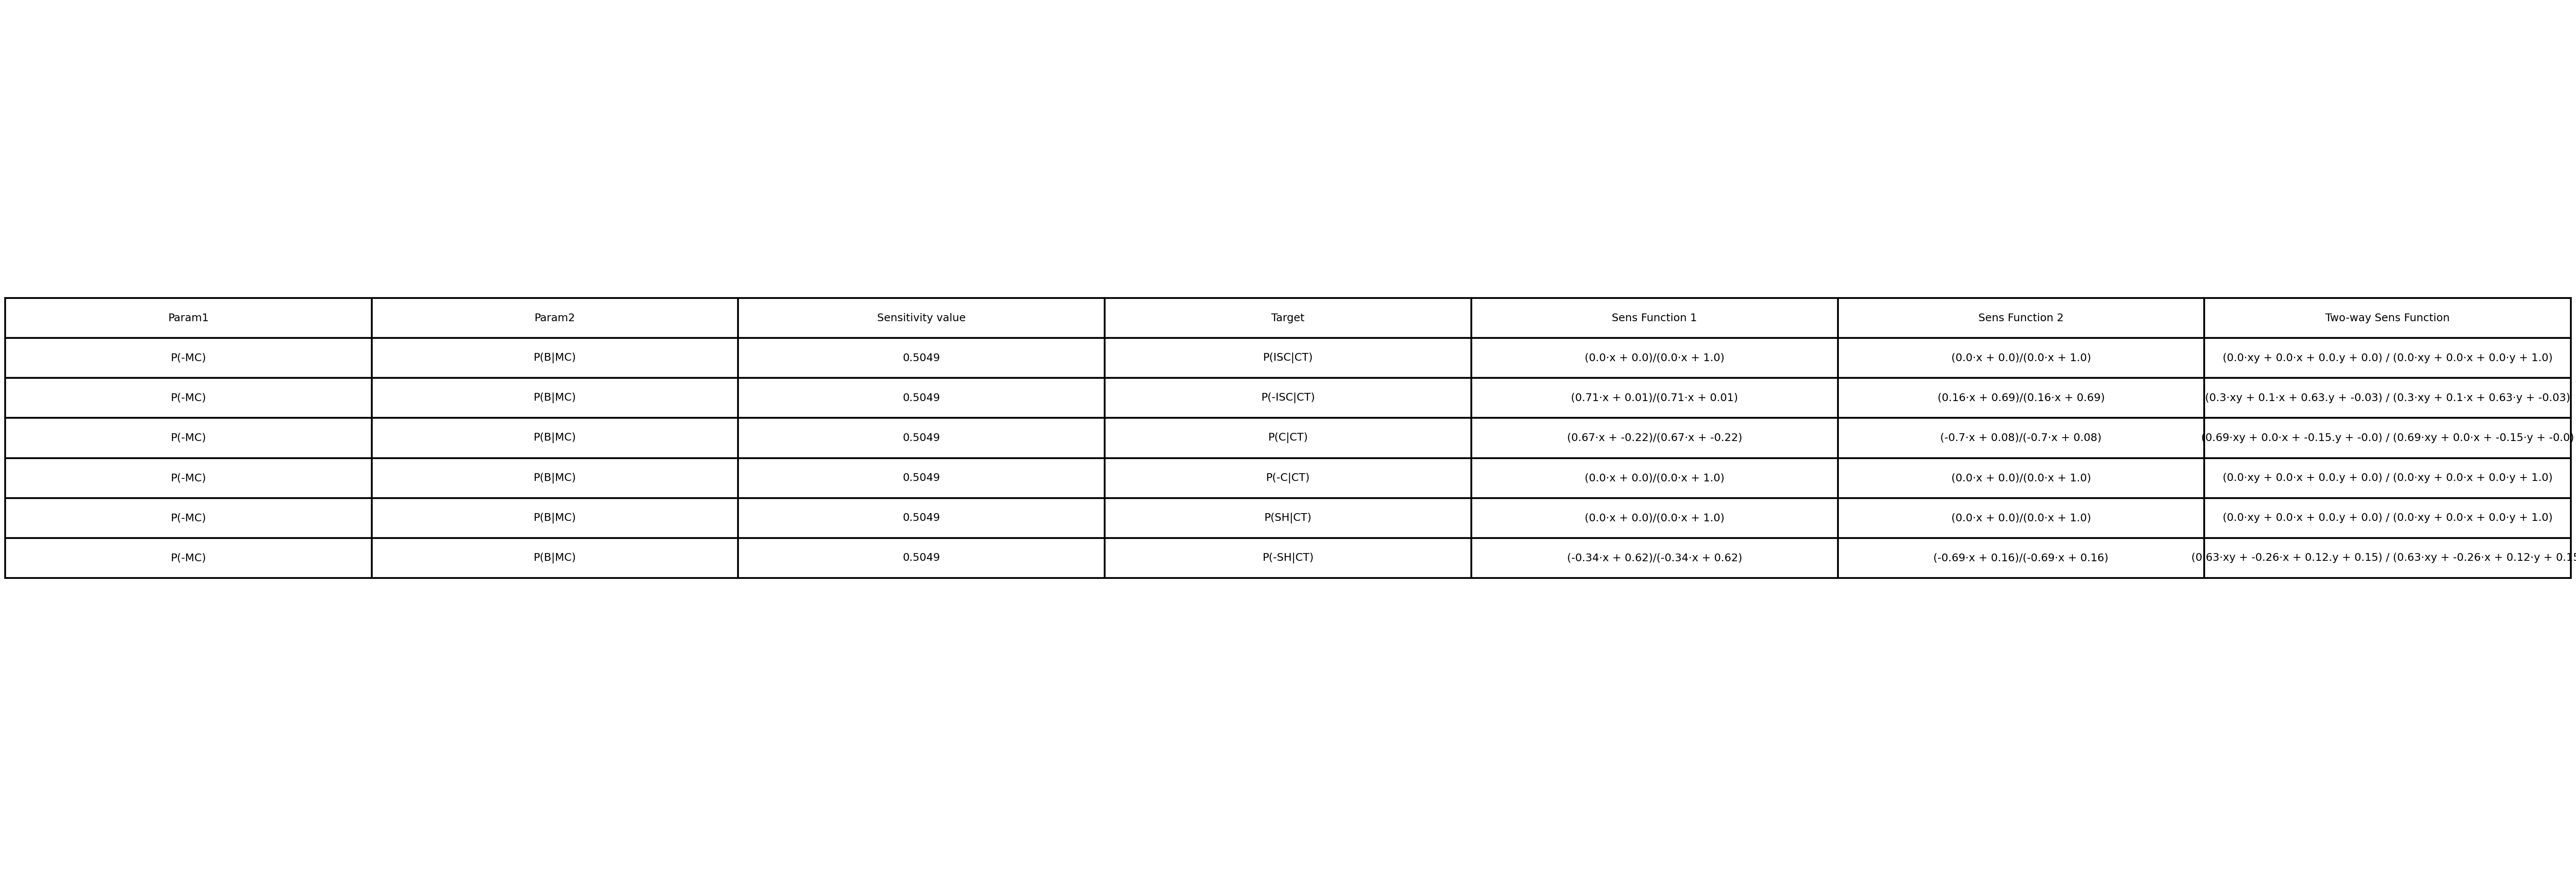 Param1 Param2 Sensitivity value Target Sens Function 1 Sens Function 2 Two-way Sens Function
P(-MC) P(B|MC) 0.5049 P(ISC|CT) (0.0·x + 0.0)/(0.0·x + 1.0) (0.0·x + 0.0)/(0.0·x + 1.0) (0.0·xy + 0.0·x + 0.0.y + 0.0) / (0.0·xy + 0.0·x + 0.0·y + 1.0)
P(-MC) P(B|MC) 0.5049 P(-ISC|CT) (0.71·x + 0.01)/(0.71·x + 0.01) (0.16·x + 0.69)/(0.16·x + 0.69) (0.3·xy + 0.1·x + 0.63.y + -0.03) / (0.3·xy + 0.1·x + 0.63·y + -0.03)
P(-MC) P(B|MC) 0.5049 P(C|CT) (0.67·x + -0.22)/(0.67·x + -0.22) (-0.7·x + 0.08)/(-0.7·x + 0.08) (0.69·xy + 0.0·x + -0.15.y + -0.0) / (0.69·xy + 0.0·x + -0.15·y + -0.0)
P(-MC) P(B|MC) 0.5049 P(-C|CT) (0.0·x + 0.0)/(0.0·x + 1.0) (0.0·x + 0.0)/(0.0·x + 1.0) (0.0·xy + 0.0·x + 0.0.y + 0.0) / (0.0·xy + 0.0·x + 0.0·y + 1.0)
P(-MC) P(B|MC) 0.5049 P(SH|CT) (0.0·x + 0.0)/(0.0·x + 1.0) (0.0·x + 0.0)/(0.0·x + 1.0) (0.0·xy + 0.0·x + 0.0.y + 0.0) / (0.0·xy + 0.0·x + 0.0·y + 1.0)
P(-MC) P(B|MC) 0.5049 P(-SH|CT) (-0.34·x + 0.62)/(-0.34·x + 0.62) (-0.69·x + 0.16)/(-0.69·x + 0.16) (0.63·xy + -0.26·x + 0.12.y + 0.15) / (0.63·xy + -0.26·x + 0.12·y + 0.15